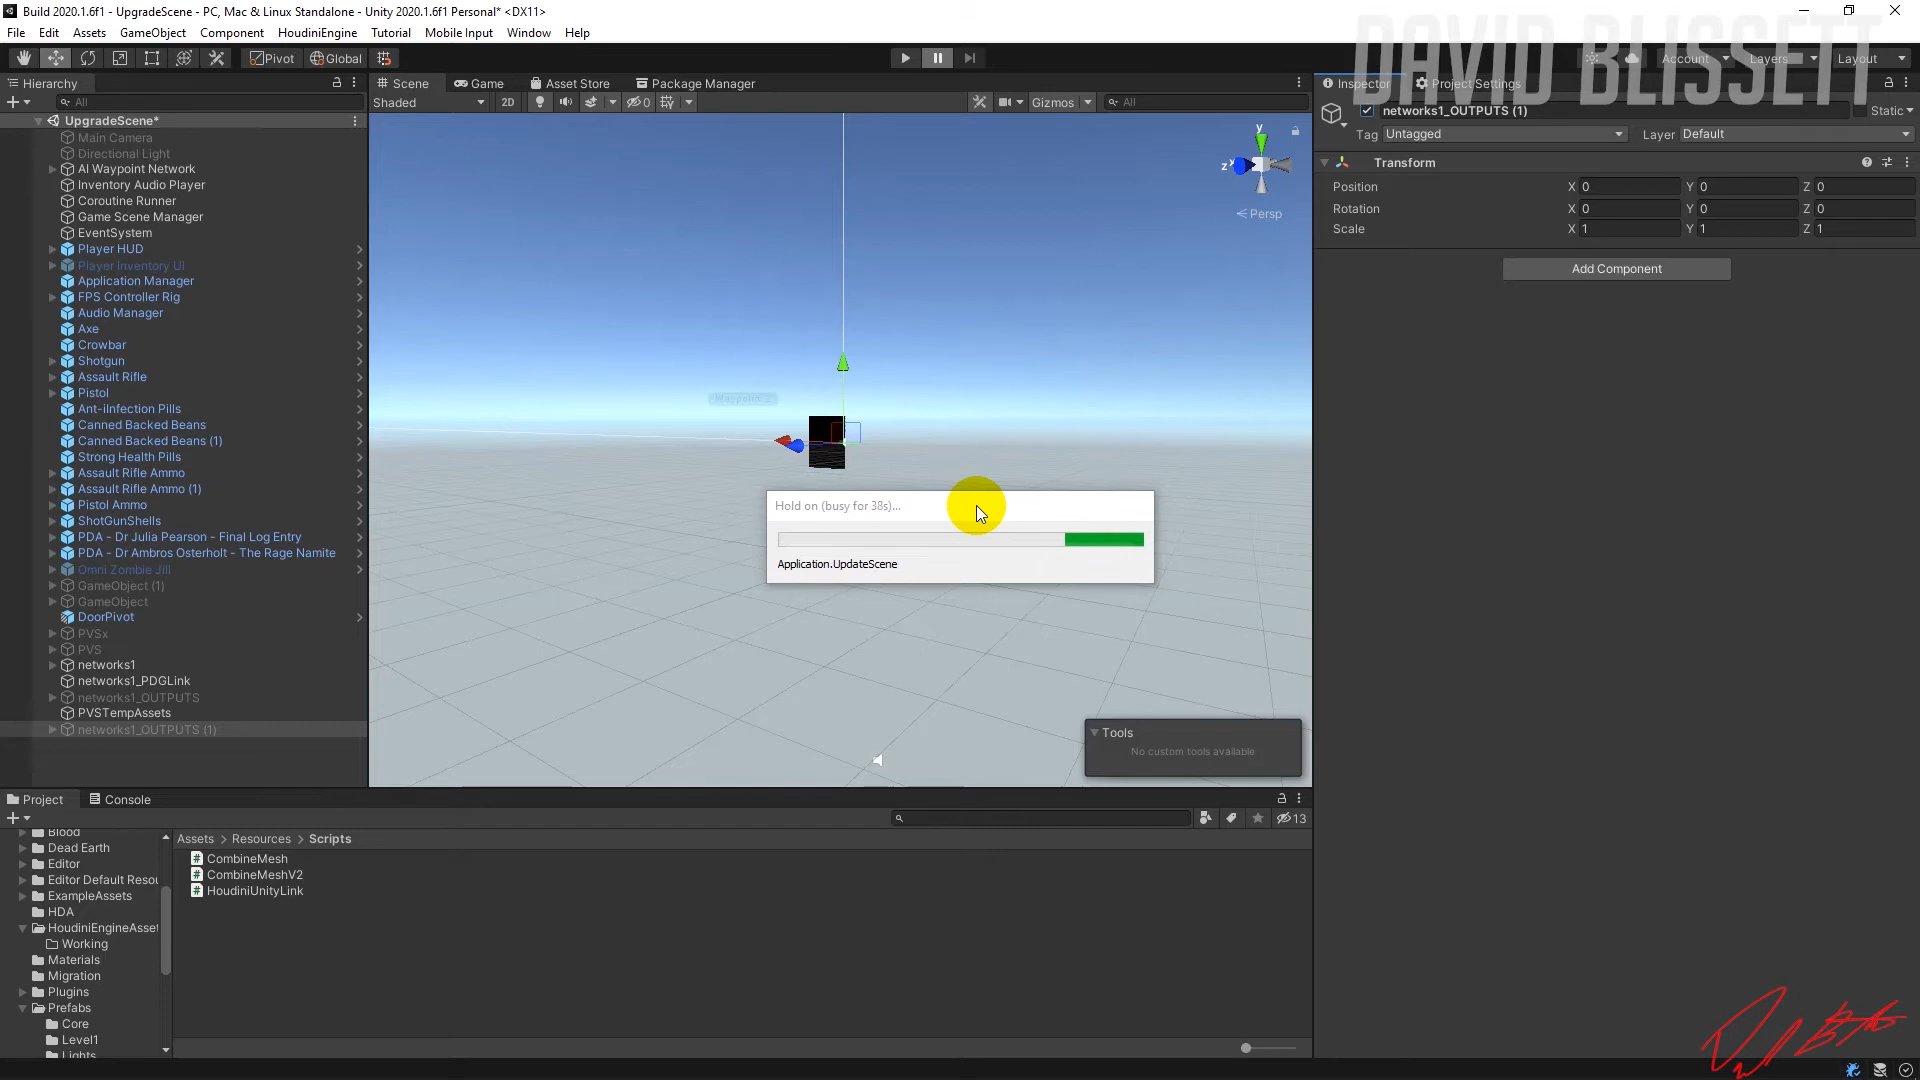 Build 2020.1.6f1 - UpgradeScene - PC, Mac & Linux Standalone - Unity 2020.1.6f1 Personal* <DX11>
DAVID BLISSETT
File Edit Assets GameObject Component HoudiniEngine Tutorial Mobile Input Window Help
Pivot Global Account Layers Layout
Hierarchy
All
UpgradeScene*
Main Camera
Directional Light
AI Waypoint Network
Inventory Audio Player
Coroutine Runner
Game Scene Manager
EventSystem
Player HUD
Player Inventory UI
Application Manager
FPS Controller Rig
Audio Manager
Axe
Crowbar
Shotgun
Assault Rifle
Pistol
Ant-iInfection Pills
Canned Backed Beans
Canned Backed Beans (1)
Strong Health Pills
Assault Rifle Ammo
Assault Rifle Ammo (1)
Pistol Ammo
ShotGunShells
PDA - Dr Julia Pearson - Final Log Entry
PDA - Dr Ambros Osterholt - The Rage Namite
Omni Zombie Jill
GameObject (1)
GameObject
DoorPivot
PVSx
PVS
networks1
networks1_PDGLink
networks1_OUTPUTS
PVSTempAssets
networks1_OUTPUTS (1)
Scene Game Asset Store Package Manager
Shaded 2D 0 Gizmos All
y
z x
Persp
Waypoint 2
Hold on (busy for 38s)...
Application.UpdateScene
Tools
No custom tools available
Inspector Project Settings
networks1_OUTPUTS (1) Static
Tag Untagged Layer Default
Transform
Position X 0 Y 0 Z 0
Rotation X 0 Y 0 Z 0
Scale X 1 Y 1 Z 1
Add Component
Project Console
13
Blood
Dead Earth
Editor
Editor Default Resou
ExampleAssets
HDA
HoudiniEngineAsset
Working
Materials
Migration
Plugins
Prefabs
Core
Level1
Lights
Assets > Resources > Scripts
CombineMesh
CombineMeshV2
HoudiniUnityLink